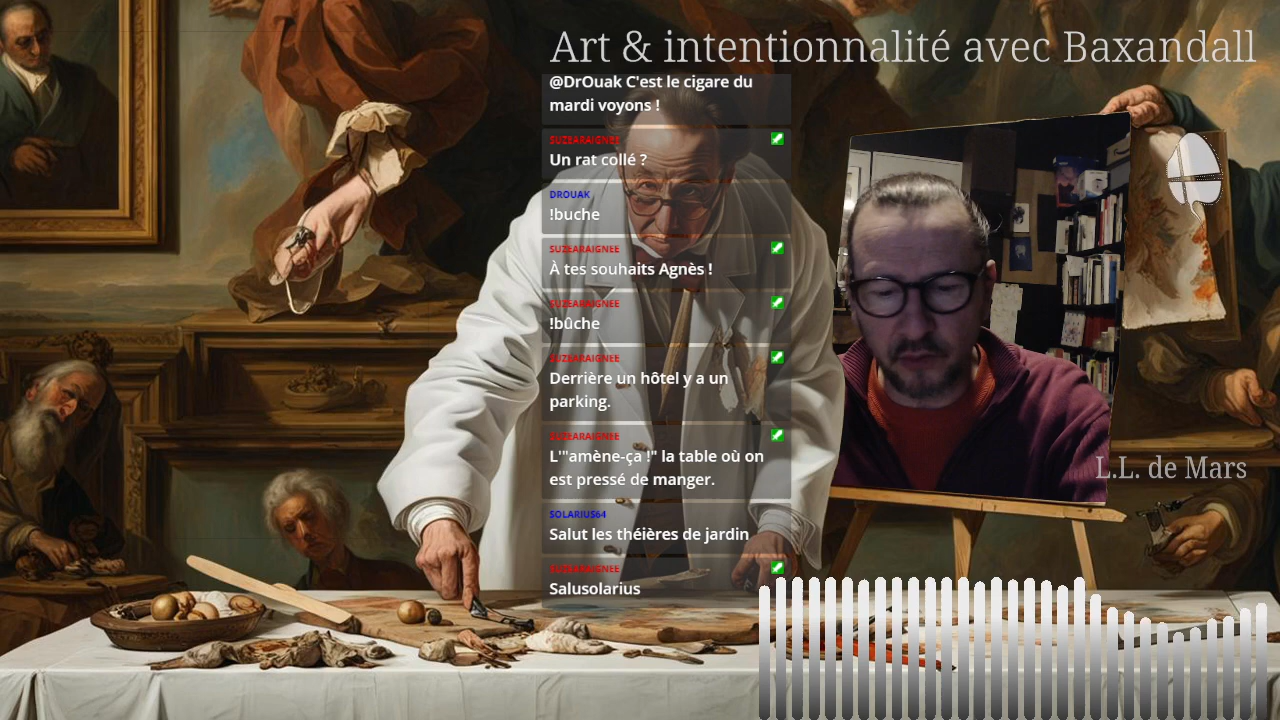 Art & intentionnalité avec Baxandall
@DrOuak C'est le cigare du
mardi voyons !
SUZEARAIGNEE
Un rat collé ?
DROUAK
!buche
SUZEARAIGNEE
À tes souhaits Agnès !
SUZEARAIGNEE
!bûche
SUZEARAIGNEE
Derrière un hôtel y a un
parking.
SUZEARAIGNEE
L'"amène-ça !" la table où on
est pressé de manger.
SOLARIUS64
Salut les théières de jardin
SUZEARAIGNEE
Salusolarius
L.L. de Mars